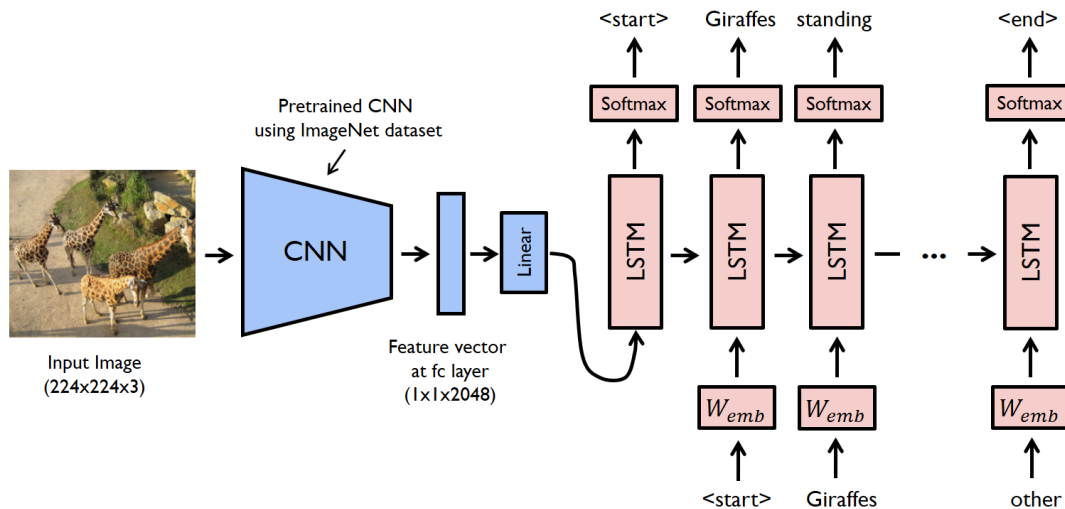 <start> Giraffes standing <end>
Softmax Softmax Softmax Softmax
Pretrained CNN
using ImageNet dataset
CNN
Linear
LSTM LSTM LSTM ... LSTM
Input Image
(224x224x3)
Feature vector
at fc layer
(1x1x2048)
W_emb W_emb W_emb
<start> Giraffes other